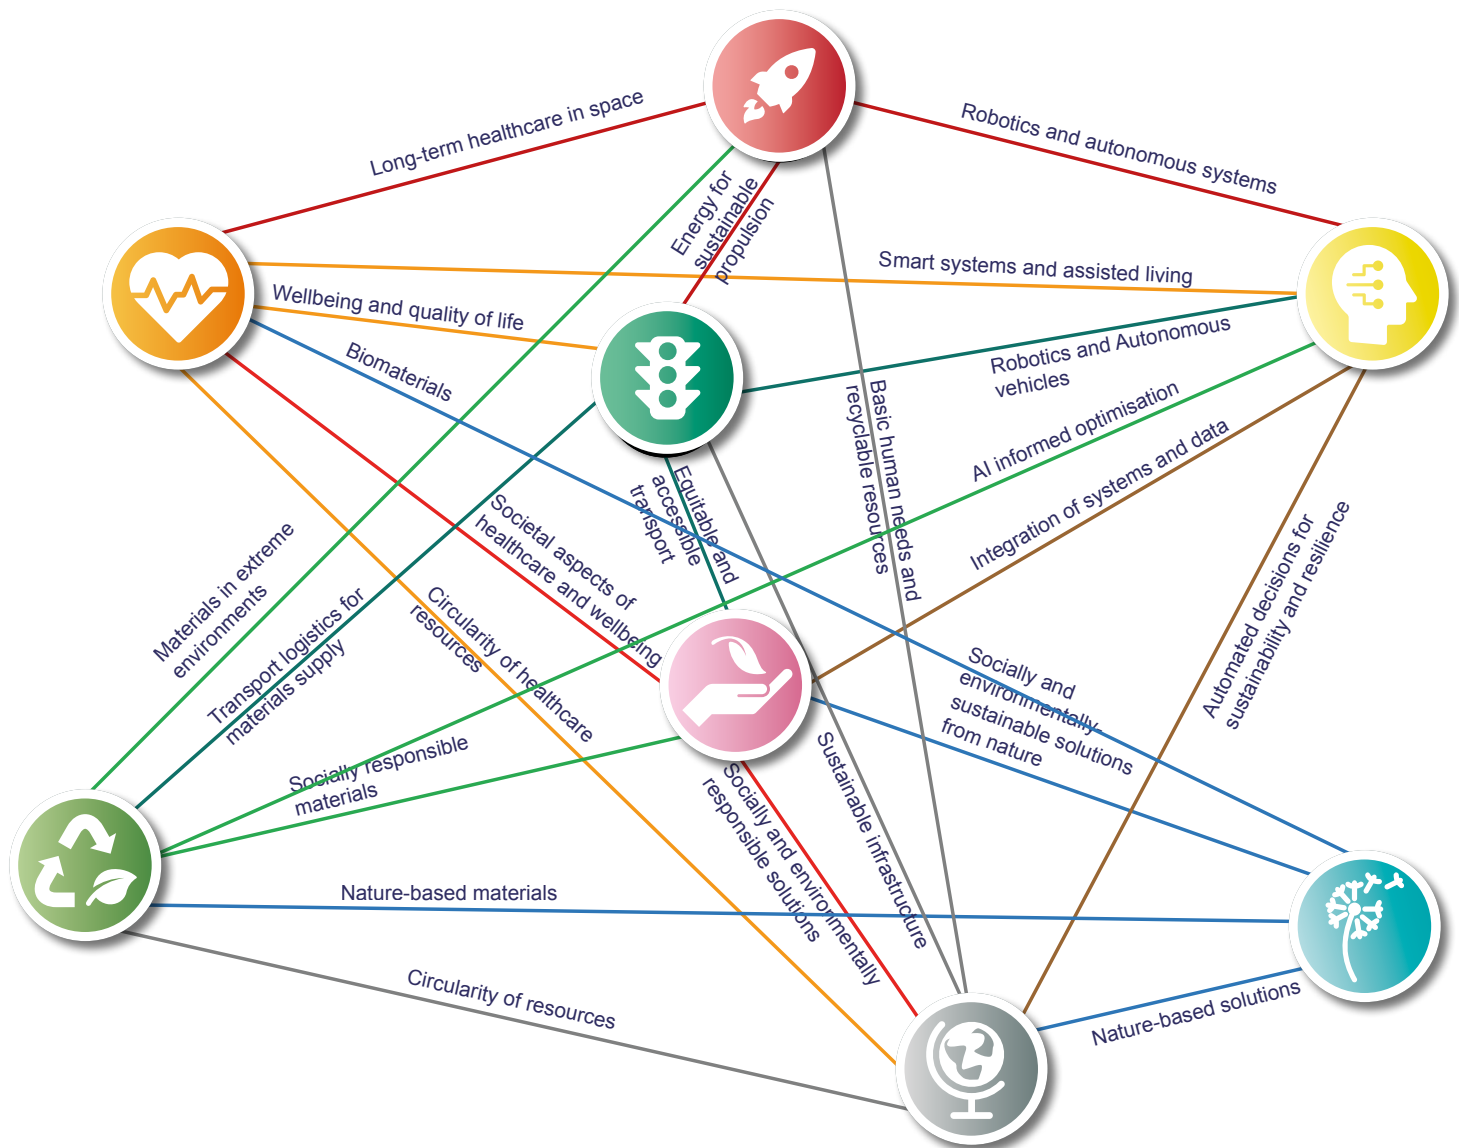 Long-term healthcare in space
Robotics and autonomous systems
Energy for
sustainable
propulsion
Smart systems and assisted living
Wellbeing and quality of life
Biomaterials
Robotics and Autonomous
vehicles
Basic human needs and
recyclable resources
AI informed optimisation
Integration of systems and data
Equitable and
accessible
transport
Societal aspects of
healthcare and wellbeing
Materials in extreme
environments
Transport logistics for
materials supply
Circularity of healthcare
resources
Automated decisions for
sustainability and resilience
Socially and
environmentally-
sustainable solutions
from nature
Socially responsible
materials
Socially and environmentally
responsible solutions
Sustainable infrastructure
Nature-based materials
Circularity of resources
Nature-based solutions